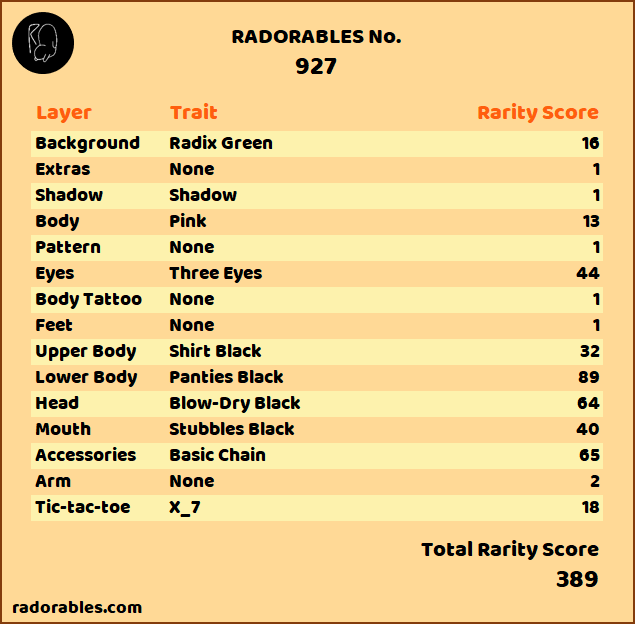 RADORABLES No.
927
Layer Trait Rarity Score
Background Radix Green 16
Extras None 1
Shadow Shadow 1
Body Pink 13
Pattern None 1
Eyes Three Eyes 44
Body Tattoo None 1
Feet None 1
Upper Body Shirt Black 32
Lower Body Panties Black 89
Head Blow-Dry Black 64
Mouth Stubbles Black 40
Accessories Basic Chain 65
Arm None 2
Tic-tac-toe X_7 18
Total Rarity Score
389
radorables.com